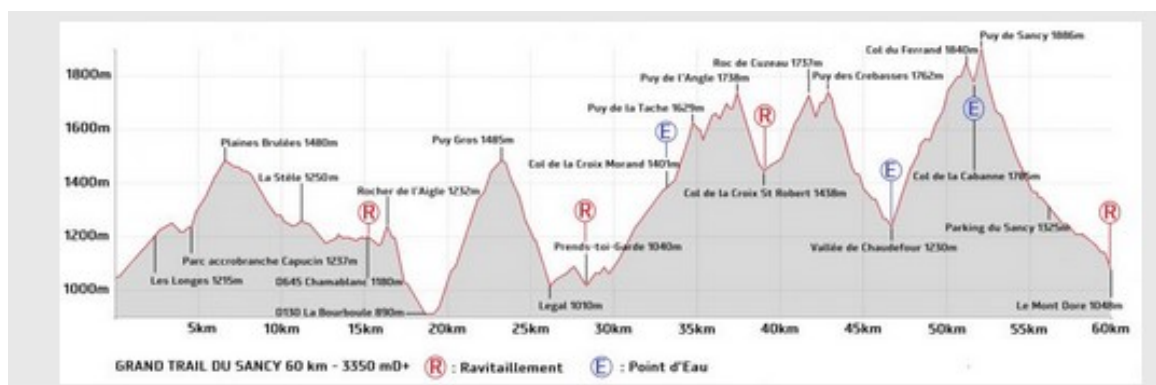 Puy de Sancy 1886m
Col du Ferrand 1840m
Roc de Cuzeau 1737m
1800m
Puy de l'Angle 1738m
Puy des Crebasses 1762m
Puy de la Tache 1629m
R
E
1600m
E
Plaines Brulées 1480m
Puy Gros 1485m
Col de la Croix Morand 1401m
E
1400m
La Stèle 1250m
Rocher de l'Aigle 1232m
Col de la Croix St Robert 1438m
Col de la Cabanne 1785m
R
R
R
1200m
Parc accrobranche Capucin 1237m
Prends-toi-Garde 1040m
Vallée de Chaudefour 1230m
Parking du Sancy 1325m
Les Longes 1215m
D645 Chamablanc 1180m
1000m
D130 La Bourboule 890m
Legal 1010m
Le Mont Dore 1048m
5km 10km 15km 20km 25km 30km 35km 40km 45km 50km 55km 60km
GRAND TRAIL DU SANCY 60 km - 3350 mD+ R : Ravitaillement E : Point d'Eau